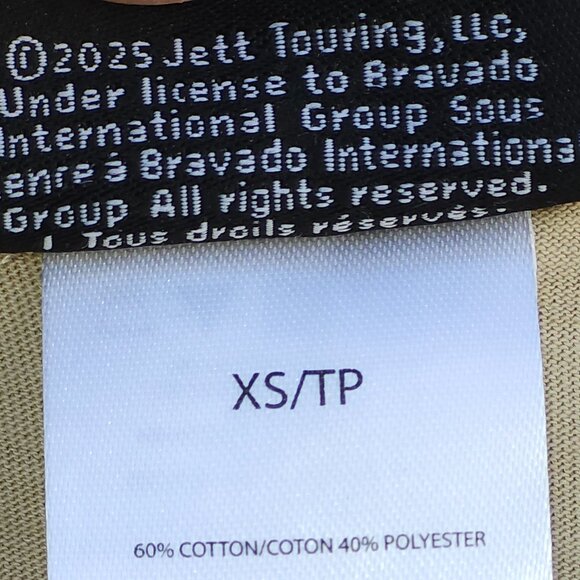 ©2025 Jett Touring, LLC,
Under license to Bravado
International Group Sous
Bravado International
Group All rights reserved.
Tous droits réservés.
XS/TP
60% COTTON/COTON 40% POLYESTER